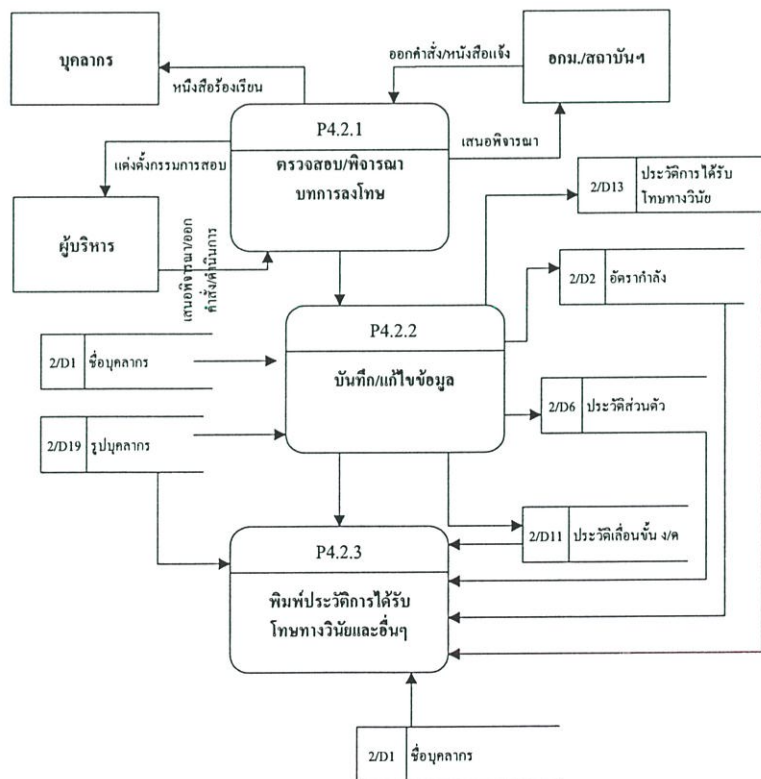 บุคลากร
ออกคำสั่ง/หนังสือแจ้ง
อกม./สถาบันฯ
หนังสือร้องเรียน
P4.2.1
เสนอพิจารณา
ตรวจสอบ/พิจารณา
บทการลงโทษ
แต่งตั้งกรรมการสอบ
2/D13
ประวัติการได้รับ
โทษทางวินัย
ผู้บริหาร
เสนอพิจารณา/ออก
คำสั่ง/ดำเนินการ
2/D2
อัตรากำลัง
P4.2.2
บันทึก/แก้ไขข้อมูล
2/D1
ชื่อบุคลากร
2/D6
ประวัติส่วนตัว
2/D19
รูปบุคลากร
2/D11
ประวัติเลื่อนขั้น ง/ค
P4.2.3
พิมพ์ประวัติการได้รับ
โทษทางวินัยและอื่นๆ
2/D1
ชื่อบุคลากร